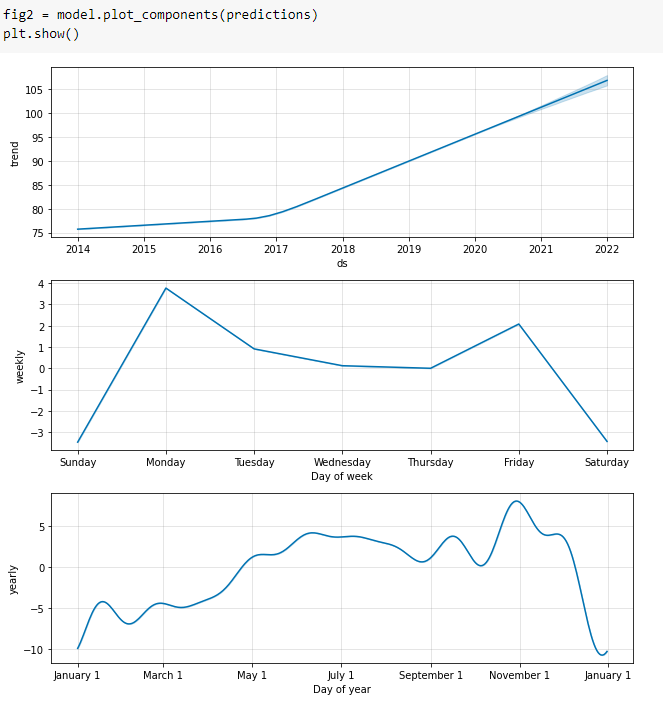 fig2 = model.plot_components(predictions)
plt.show()
105
100
95
90
85
80
75
trend
2014 2015 2016 2017 2018 2019 2020 2021 2022
ds
4
3
2
1
0
−1
−2
−3
weekly
Sunday Monday Tuesday Wednesday Thursday Friday Saturday
Day of week
5
0
−5
−10
yearly
January 1 March 1 May 1 July 1 September 1 November 1 January 1
Day of year